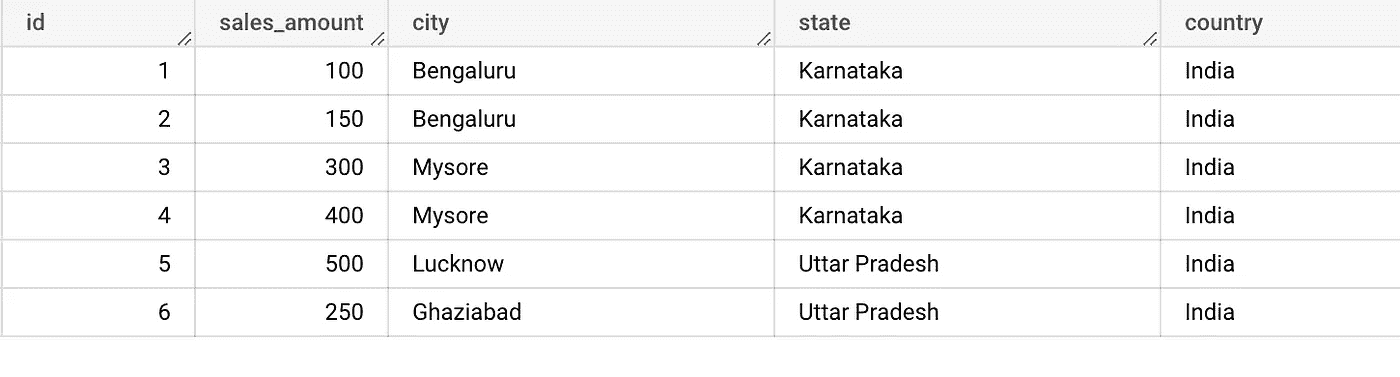 id sales_amount city state country
1 100 Bengaluru Karnataka India
2 150 Bengaluru Karnataka India
3 300 Mysore Karnataka India
4 400 Mysore Karnataka India
5 500 Lucknow Uttar Pradesh India
6 250 Ghaziabad Uttar Pradesh India